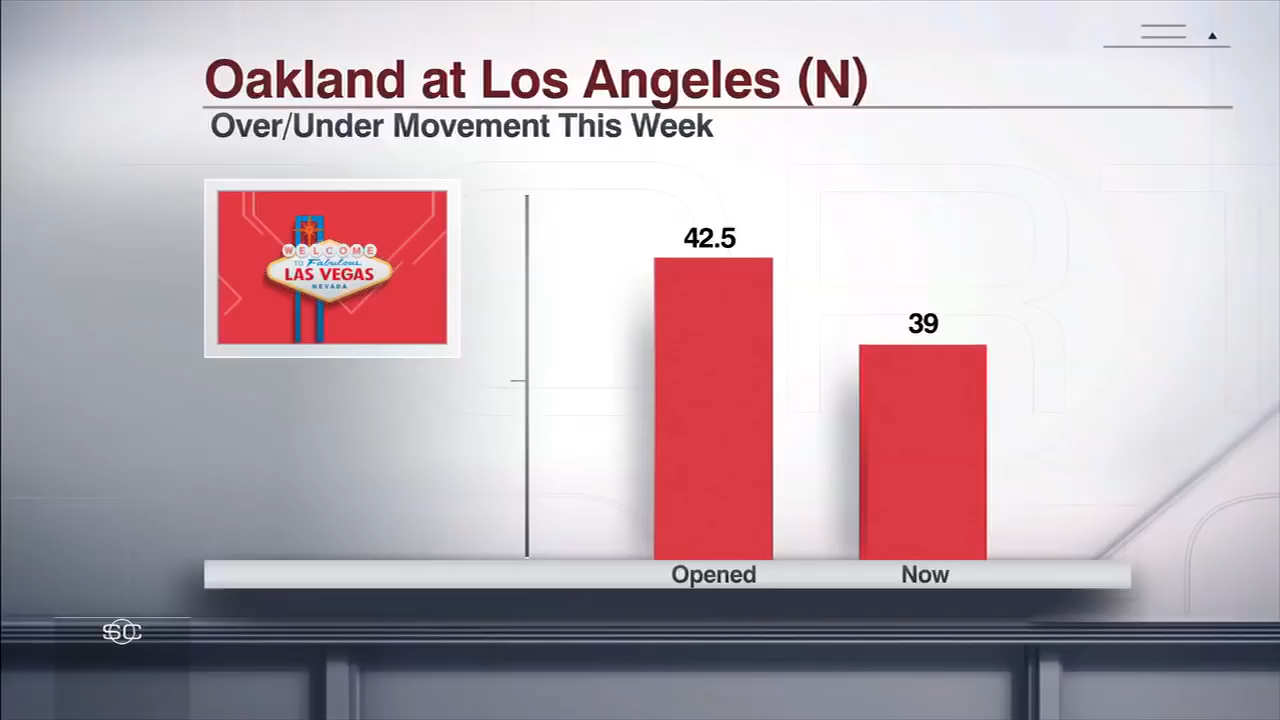 Oakland at Los Angeles (N)
Over/Under Movement This Week
WELCOME
TO Fabulous
LAS VEGAS
NEVADA
42.5
39
Opened
Now
SC